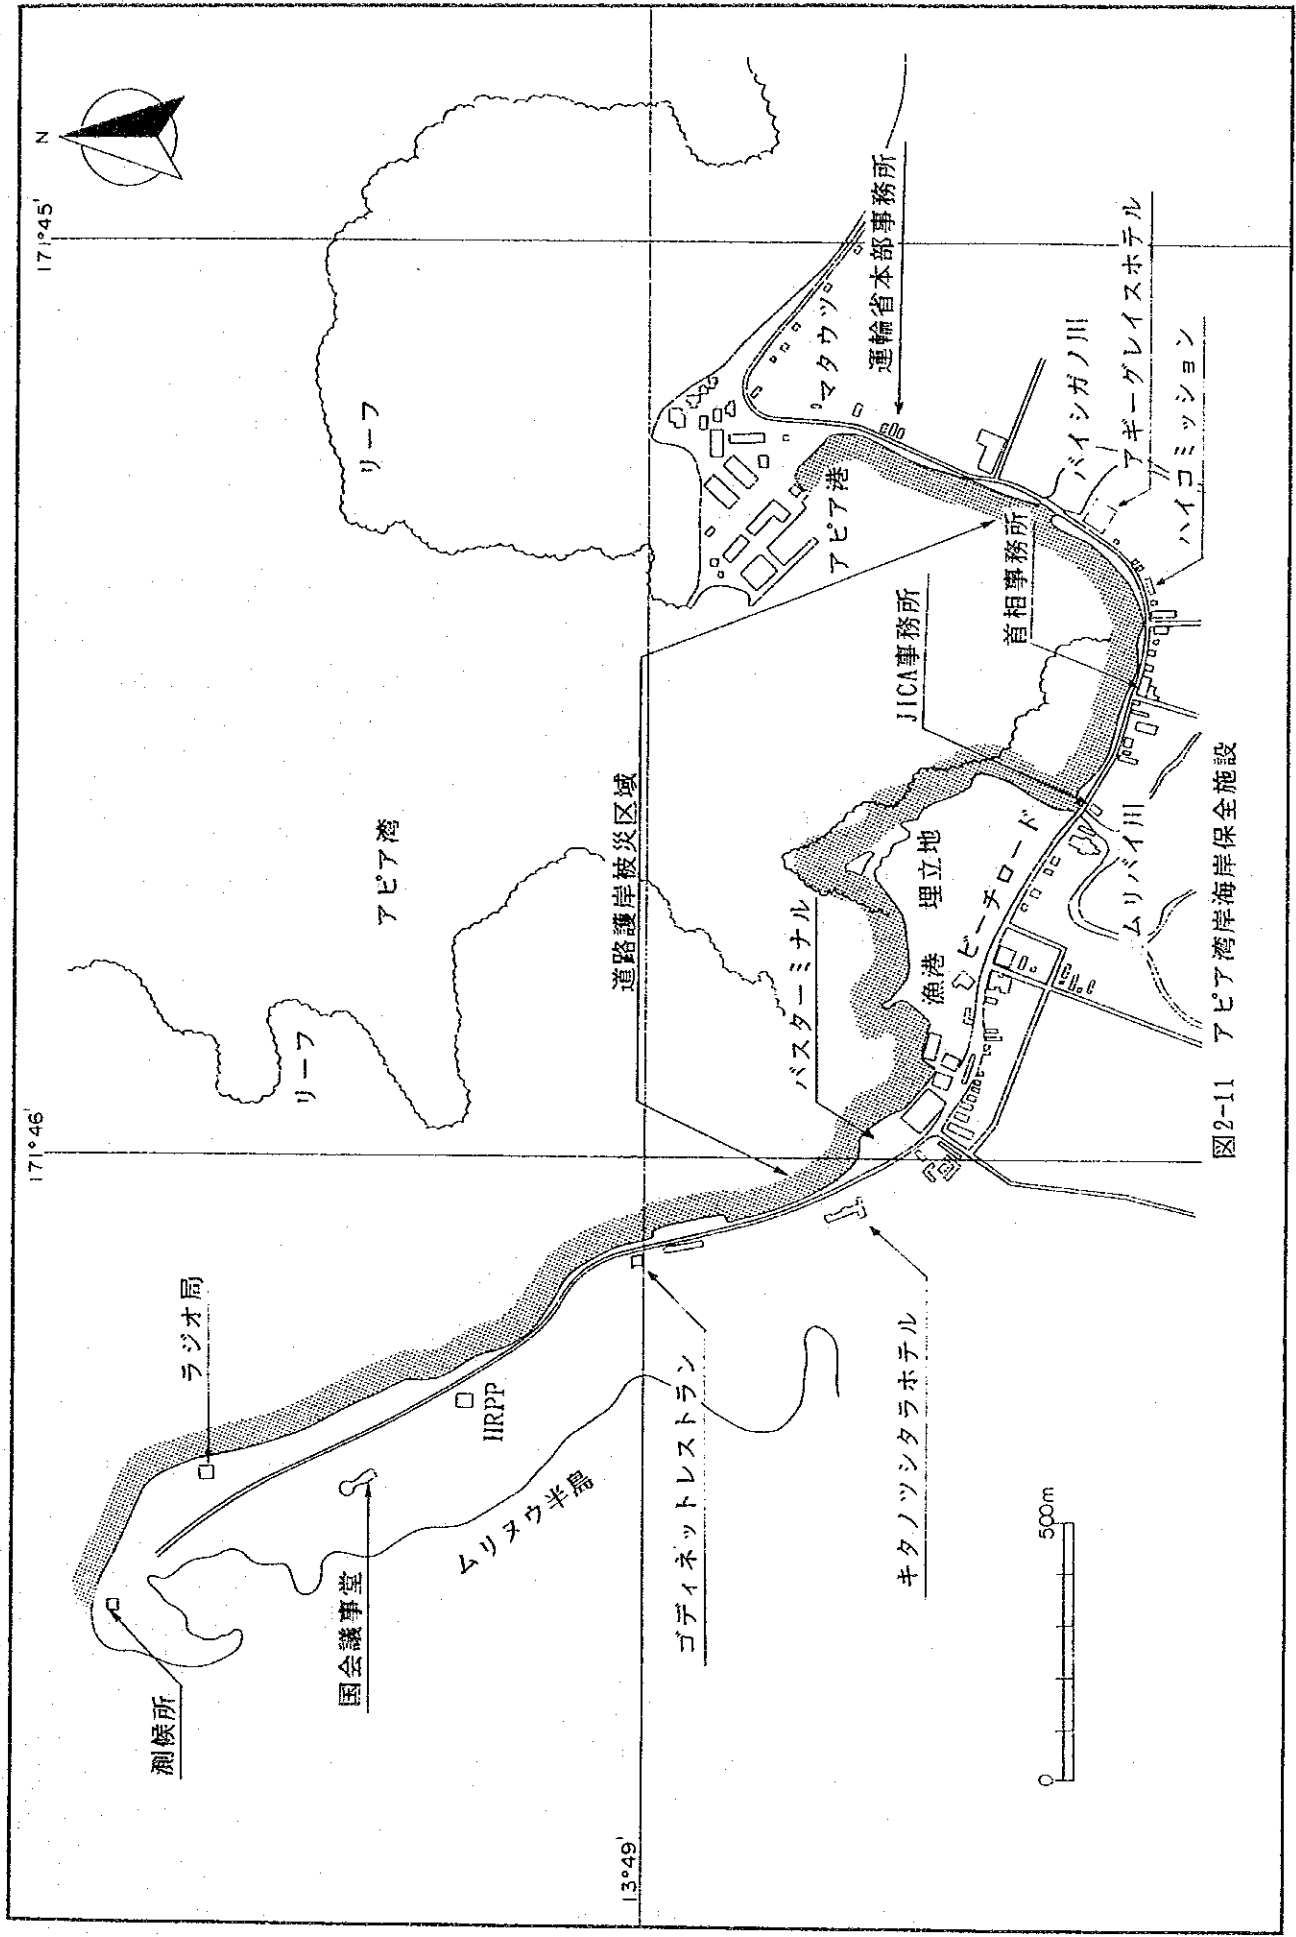 N
171°46'
171°45'
13°49'
測候所
ラジオ局
国会議事堂
HRPP
ムリヌウ半島
リーフ
アピア湾
リーフ
道路護岸被災区域
ゴディネットレストラン
キタノツシタラホテル
バスターミナル
漁港
埋立地
ビーチロード
JICA事務所
首相事務所
アピア港
マタウツ
運輸省本部事務所
バイシガノ川
アギーグレイスホテル
ハイコミッション
ムリバイ川
0
500m
図2-11 アピア湾岸海岸保全施設